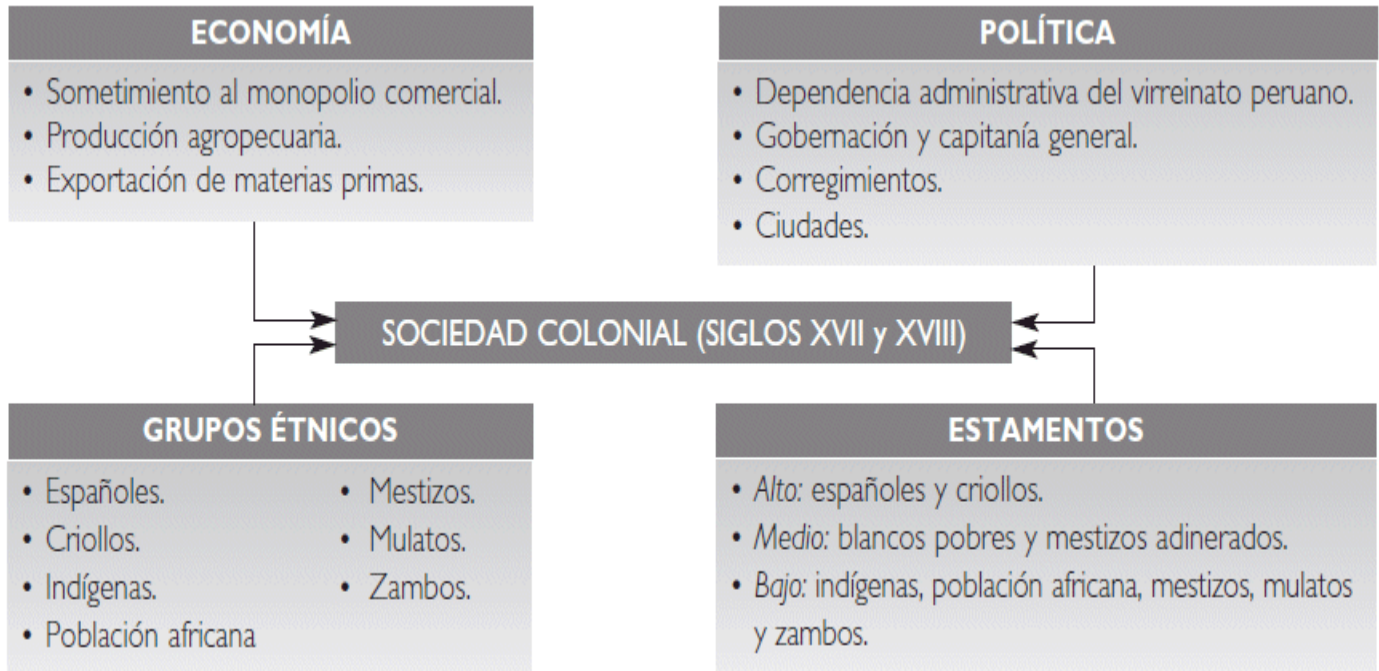 ECONOMÍA
• Sometimiento al monopolio comercial.
• Producción agropecuaria.
• Exportación de materias primas.
POLÍTICA
• Dependencia administrativa del virreinato peruano.
• Gobernación y capitanía general.
• Corregimientos.
• Ciudades.
SOCIEDAD COLONIAL (SIGLOS XVII y XVIII)
GRUPOS ÉTNICOS
• Españoles.
• Criollos.
• Indígenas.
• Población africana
• Mestizos.
• Mulatos.
• Zambos.
ESTAMENTOS
• Alto: españoles y criollos.
• Medio: blancos pobres y mestizos adinerados.
• Bajo: indígenas, población africana, mestizos, mulatos
y zambos.